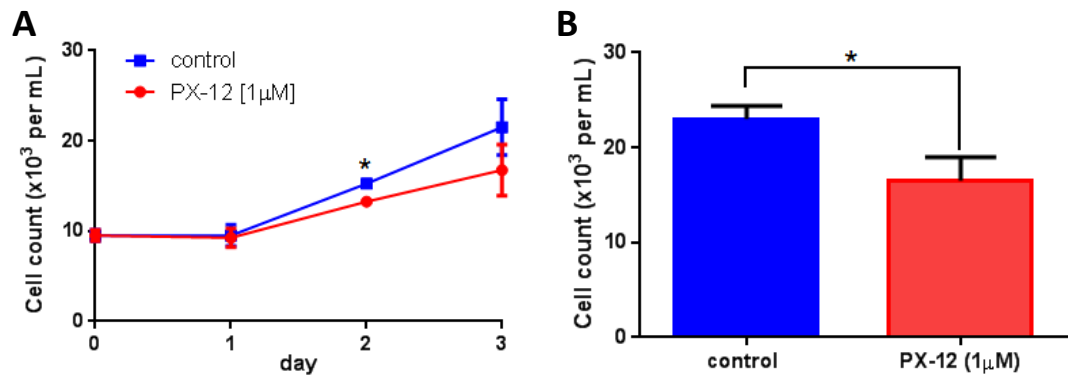 A
control
PX-12 [1µM]
Cell count (x10³ per mL)
30
20
10
0
*
0 1 2 3
day
B
Cell count (x10³ per mL)
30
20
10
0
*
control PX-12 (1µM)